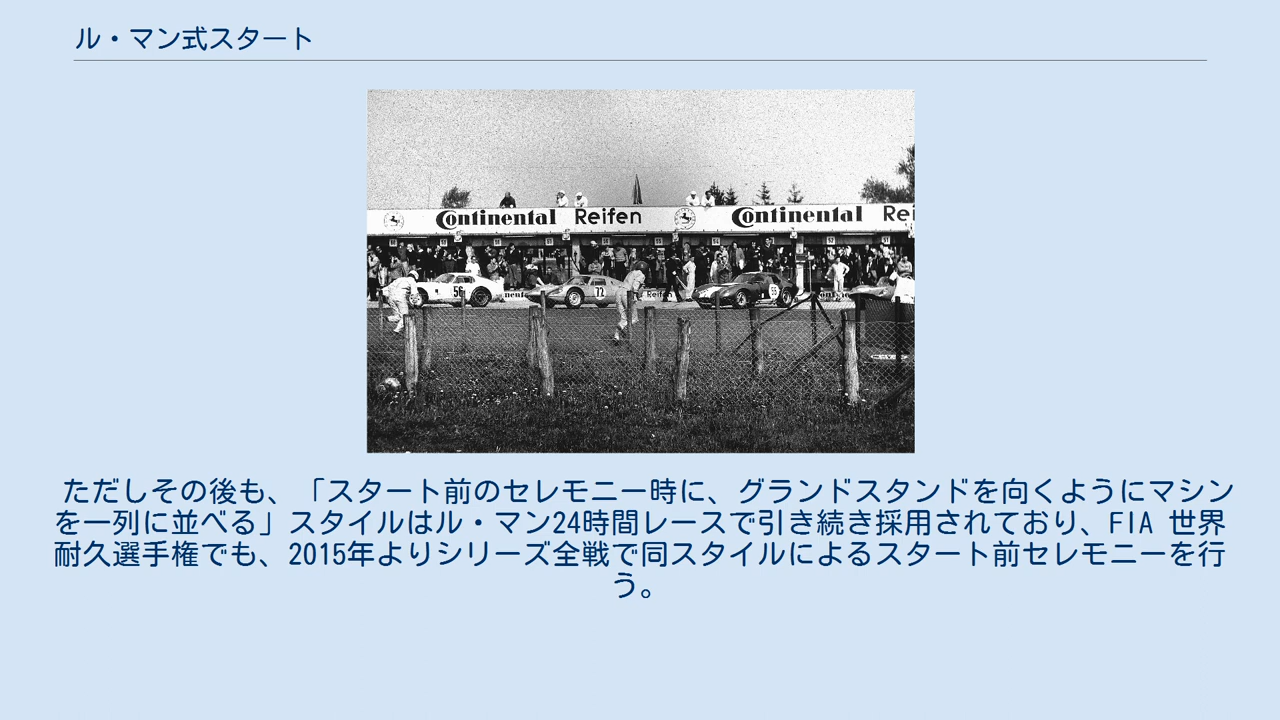 ル・マン式スタート
Continental Reifen Continental Rei
56 72 55
Reifen
ただしその後も、「スタート前のセレモニー時に、グランドスタンドを向くようにマシン
を一列に並べる」スタイルはル・マン24時間レースで引き続き採用されており、FIA 世界
耐久選手権でも、2015年よりシリーズ全戦で同スタイルによるスタート前セレモニーを行
う。